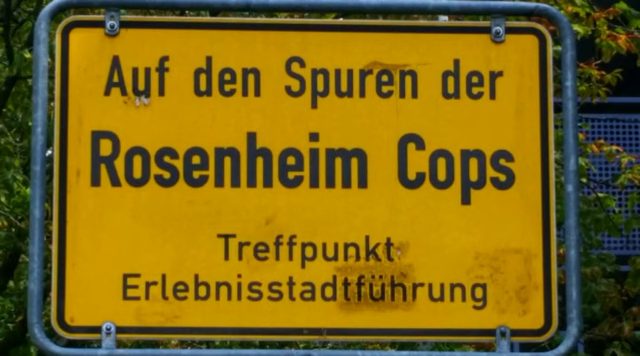 Auf den Spuren der
Rosenheim Cops
Treffpunkt
Erlebnisstadtführung